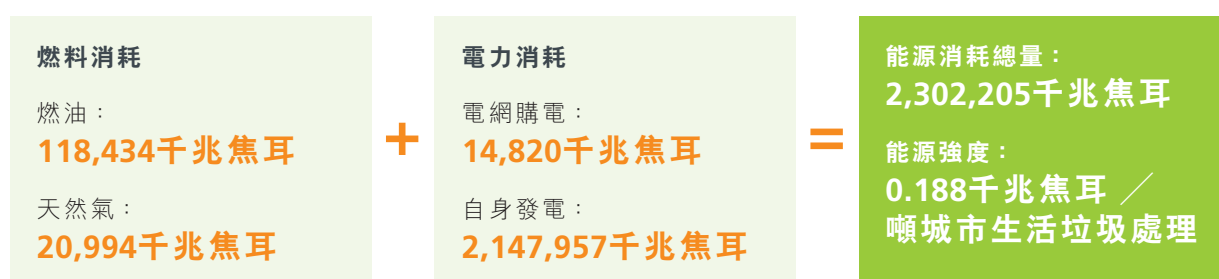 燃料消耗
燃油：
118,434千兆焦耳
天然氣：
20,994千兆焦耳
+
電力消耗
電網購電：
14,820千兆焦耳
自身發電：
2,147,957千兆焦耳
=
能源消耗總量：
2,302,205千兆焦耳
能源強度：
0.188千兆焦耳／
噸城市生活垃圾處理